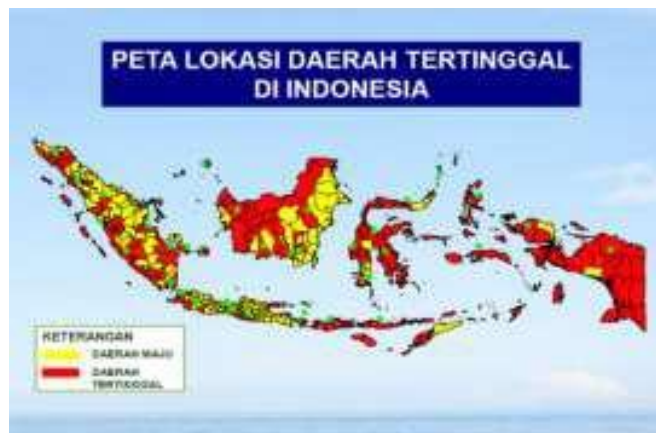 PETA LOKASI DAERAH TERTINGGAL
DI INDONESIA
KETERANGAN
DAERAH MAJU
DAERAH
TERTINGGAL